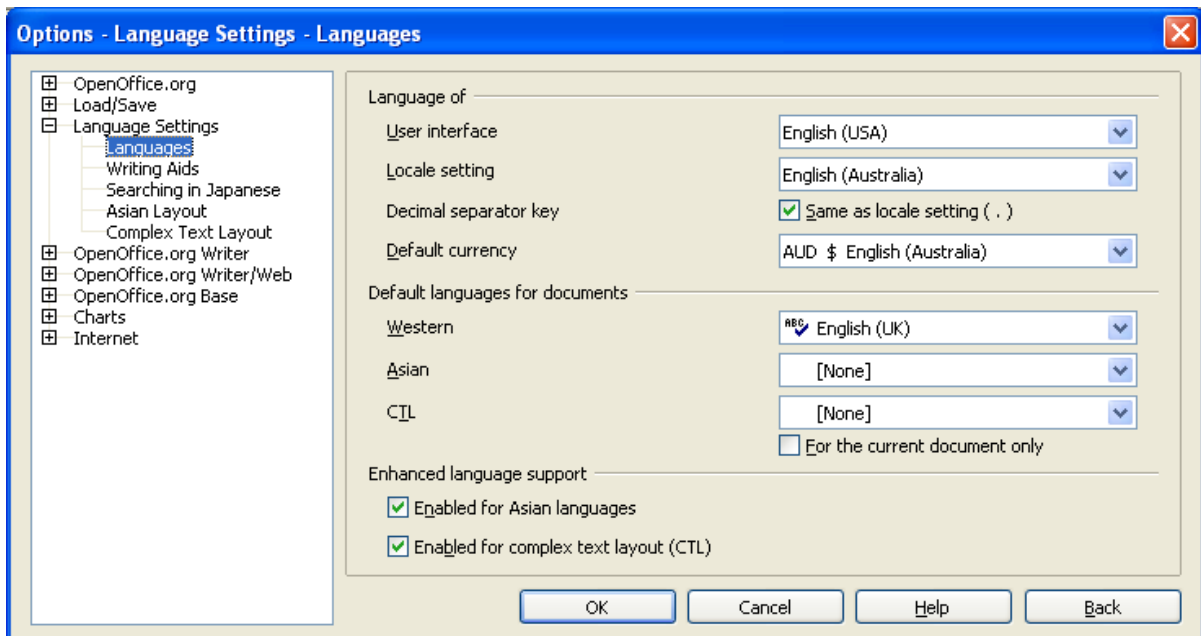 Options - Language Settings - Languages
OpenOffice.org
Load/Save
Language Settings
Languages
Writing Aids
Searching in Japanese
Asian Layout
Complex Text Layout
OpenOffice.org Writer
OpenOffice.org Writer/Web
OpenOffice.org Base
Charts
Internet
Language of
User interface English (USA)
Locale setting English (Australia)
Decimal separator key Same as locale setting ( . )
Default currency AUD $ English (Australia)
Default languages for documents
Western ABC English (UK)
Asian [None]
CTL [None]
For the current document only
Enhanced language support
Enabled for Asian languages
Enabled for complex text layout (CTL)
OK Cancel Help Back